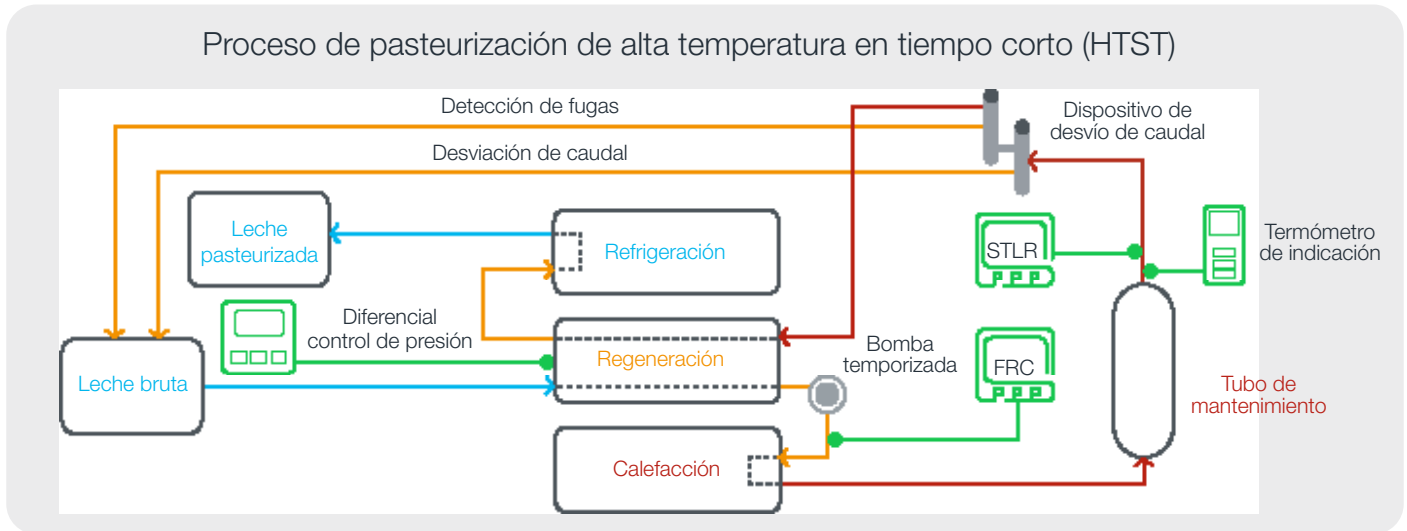 Proceso de pasteurización de alta temperatura en tiempo corto (HTST)
Detección de fugas
Dispositivo de
desvío de caudal
Desviación de caudal
Leche
pasteurizada
Refrigeración
STLR
Termómetro
de indicación
Diferencial
control de presión
Regeneración
Bomba
temporizada
FRC
Leche bruta
Tubo de
mantenimiento
Calefacción